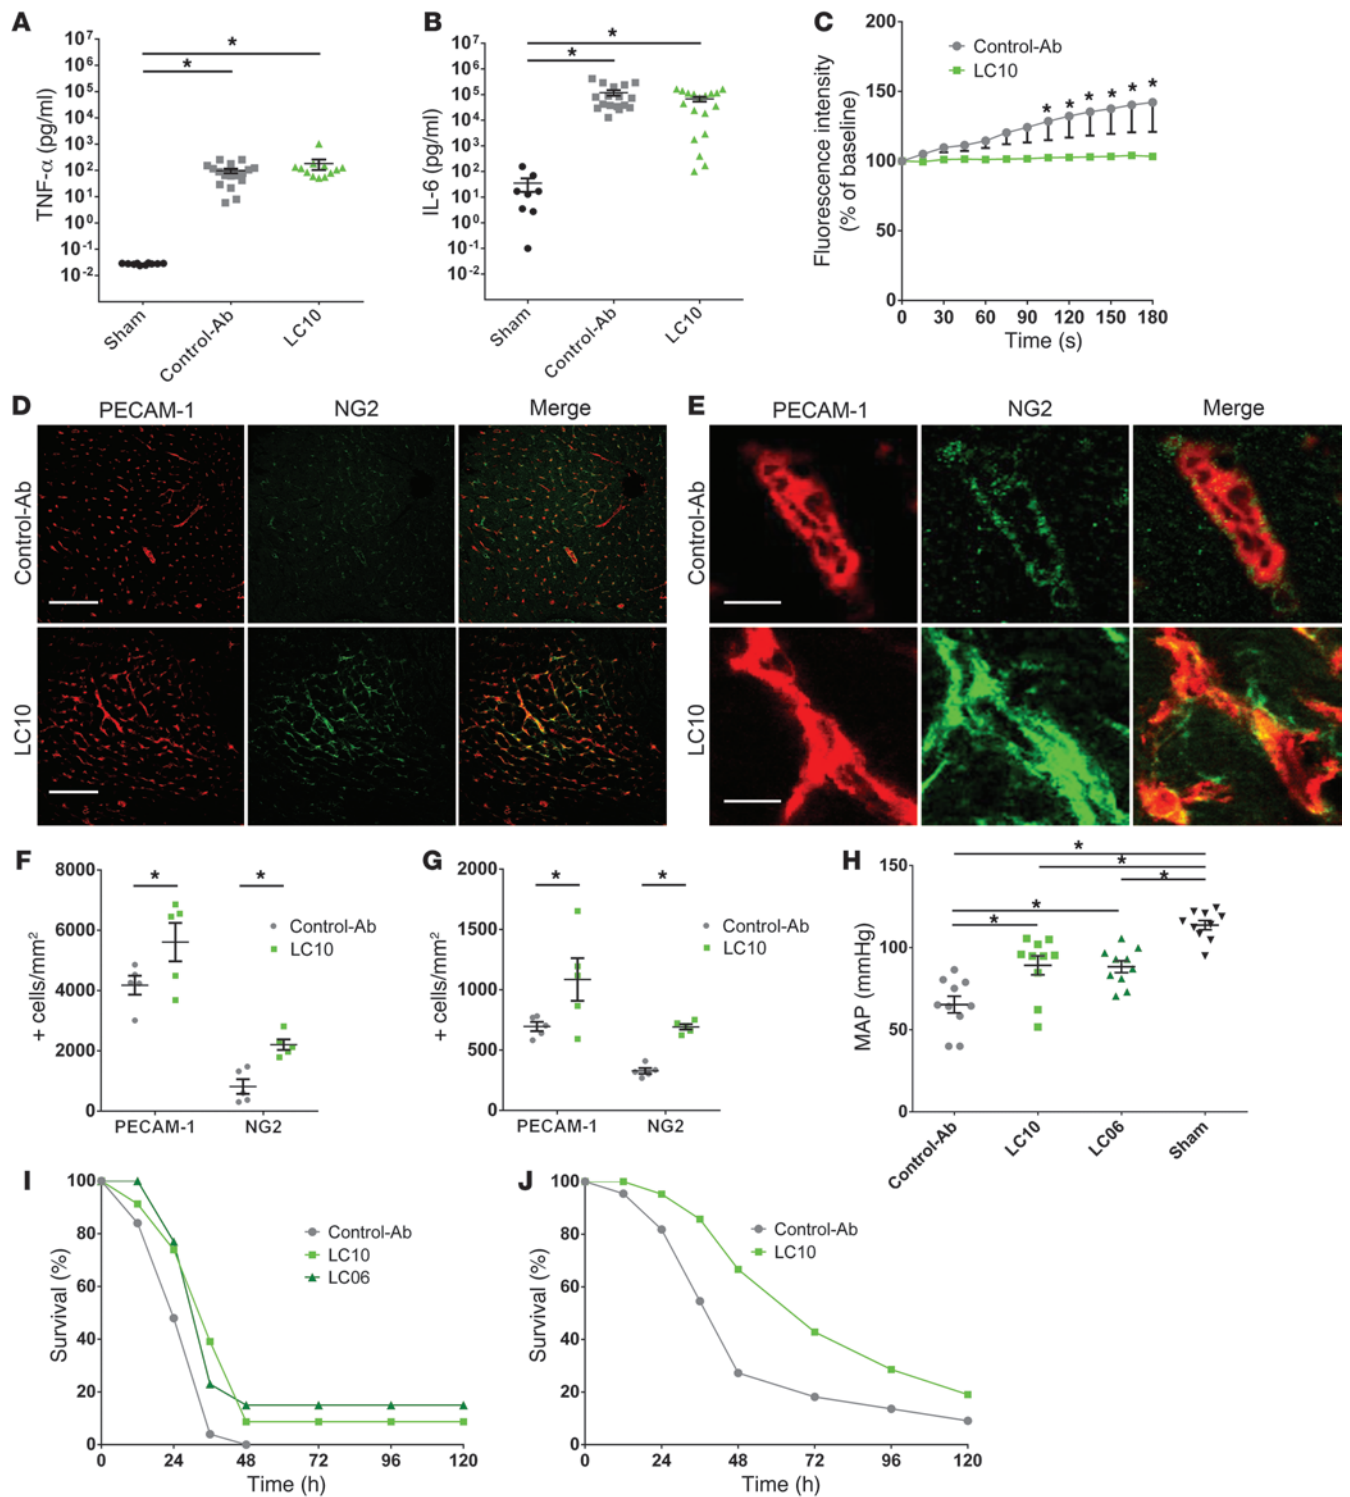 A
TNF-α (pg/ml)
10⁷
10⁶
10⁵
10⁴
10³
10²
10¹
10⁰
10⁻¹
10⁻²
*
*
Sham
Control-Ab
LC10
B
IL-6 (pg/ml)
10⁷
10⁶
10⁵
10⁴
10³
10²
10¹
10⁰
10⁻¹
10⁻²
*
*
Sham
Control-Ab
LC10
C
Fluorescence intensity
(% of baseline)
200
150
100
50
0
Control-Ab
LC10
* * * * * *
0 30 60 90 120 150 180
Time (s)
D
PECAM-1 NG2 Merge
Control-Ab
LC10
E
PECAM-1 NG2 Merge
Control-Ab
LC10
F
+ cells/mm²
8000
6000
4000
2000
0
* *
Control-Ab
LC10
PECAM-1 NG2
G
+ cells/mm²
2000
1500
1000
500
0
* *
Control-Ab
LC10
PECAM-1 NG2
H
MAP (mmHg)
150
100
50
0
*
*
*
*
*
Control-Ab
LC10
LC06
Sham
I
Survival (%)
100
80
60
40
20
0
Control-Ab
LC10
LC06
0 24 48 72 96 120
Time (h)
J
Survival (%)
100
80
60
40
20
0
Control-Ab
LC10
0 24 48 72 96 120
Time (h)